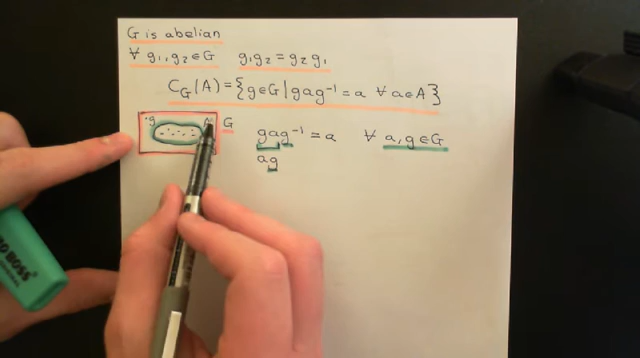 G is abelian
∀ g₁,g₂∈G g₁g₂ = g₂g₁
C_G(A) = {g∈G | gag⁻¹ = a ∀ a∈A}
·g G gag⁻¹ = a ∀ a,g∈G
ag